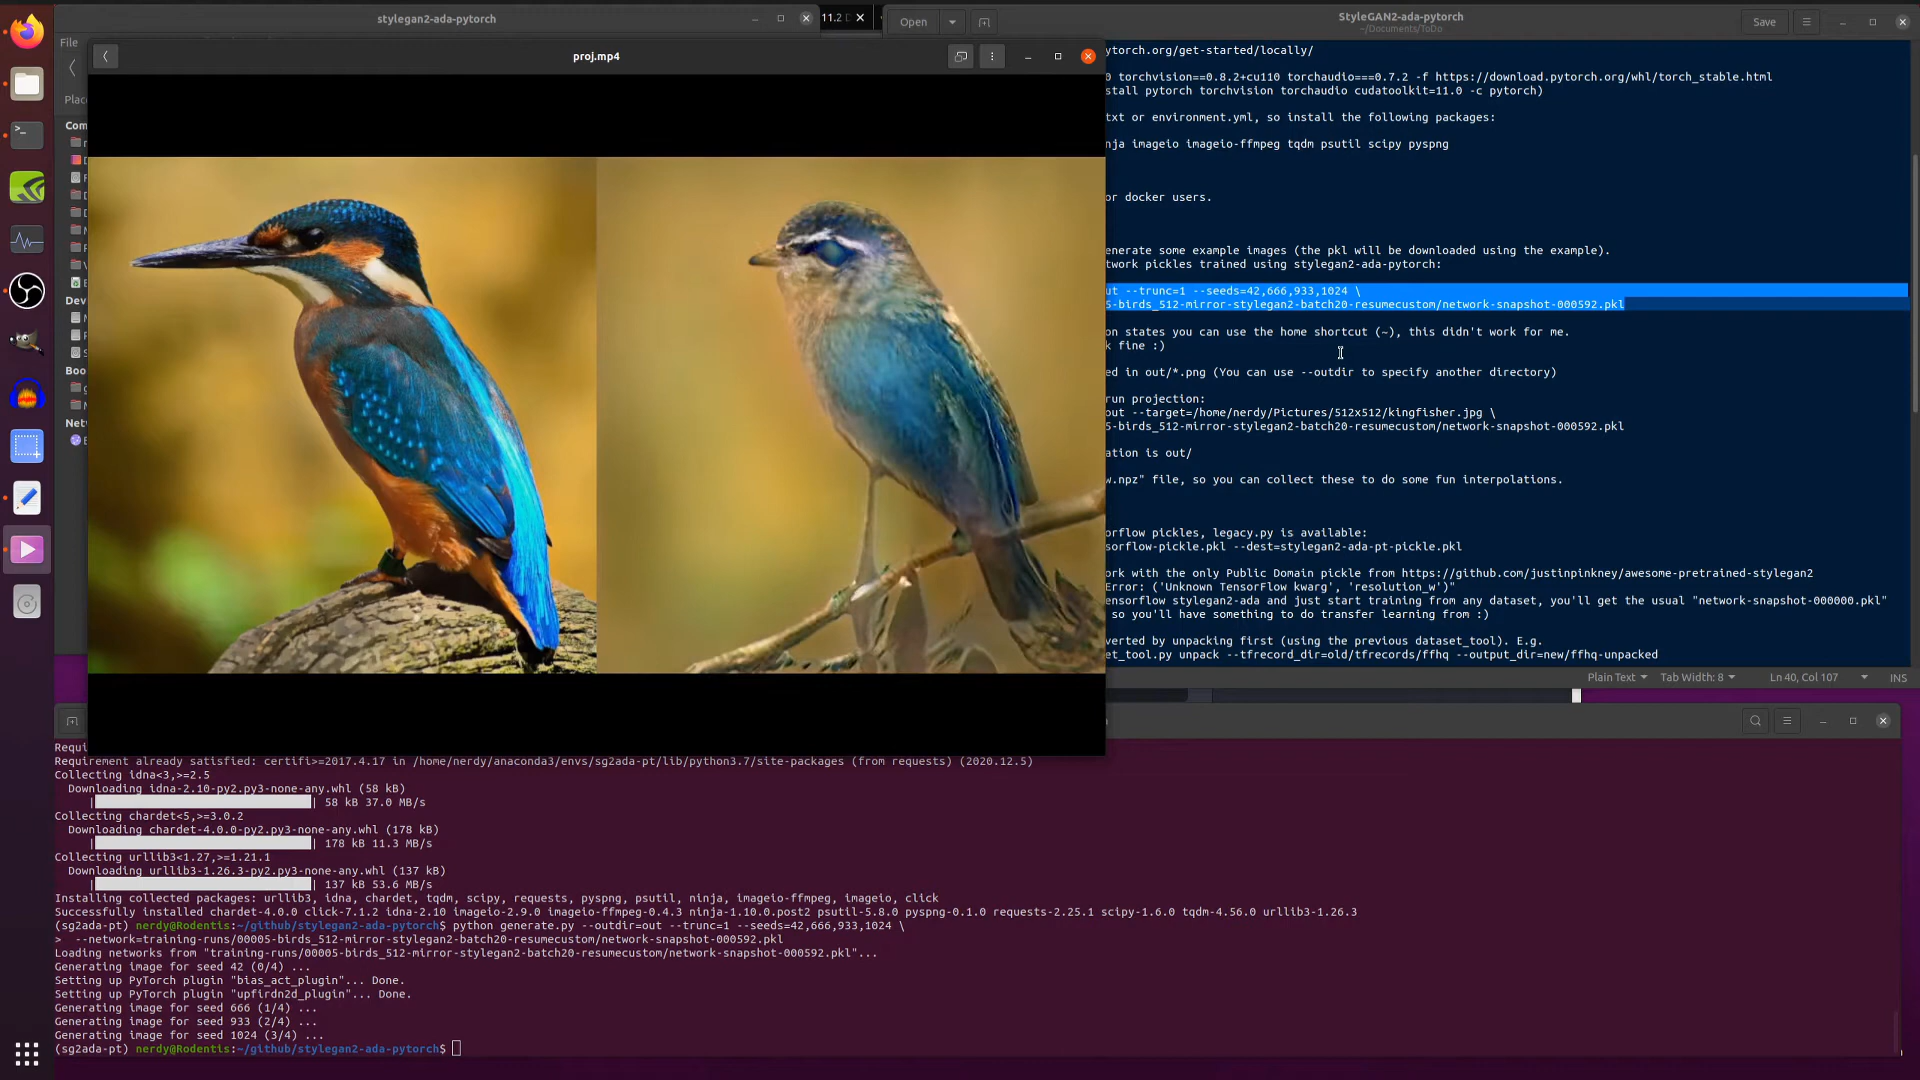 stylegan2-ada-pytorch
11.2
Open
StyleGAN2-ada-pytorch
~/Documents/ToDo
Save
File
proj.mp4
Plac
Com
Dev
Boo
Net
ytorch.org/get-started/locally/
0 torchvision==0.8.2+cu110 torchaudio===0.7.2 -f https://download.pytorch.org/whl/torch_stable.html
stall pytorch torchvision torchaudio cudatoolkit=11.0 -c pytorch)
txt or environment.yml, so install the following packages:
nja imageio imageio-ffmpeg tqdm psutil scipy pyspng
or docker users.
enerate some example images (the pkl will be downloaded using the example).
twork pickles trained using stylegan2-ada-pytorch:
ut --trunc=1 --seeds=42,666,933,1024 \
5-birds_512-mirror-stylegan2-batch20-resumecustom/network-snapshot-000592.pkl
on states you can use the home shortcut (~), this didn't work for me.
k fine :)
ed in out/*.png (You can use --outdir to specify another directory)
run projection:
out --target=/home/nerdy/Pictures/512x512/kingfisher.jpg \
5-birds_512-mirror-stylegan2-batch20-resumecustom/network-snapshot-000592.pkl
ation is out/
w.npz" file, so you can collect these to do some fun interpolations.
orflow pickles, legacy.py is available:
sorflow-pickle.pkl --dest=stylegan2-ada-pt-pickle.pkl
ork with the only Public Domain pickle from https://github.com/justinpinkney/awesome-pretrained-stylegan2
Error: ('Unknown TensorFlow kwarg', 'resolution_w')"
ensorflow stylegan2-ada and just start training from any dataset, you'll get the usual "network-snapshot-000000.pkl"
so you'll have something to do transfer learning from :)
verted by unpacking first (using the previous dataset_tool). E.g.
et_tool.py unpack --tfrecord_dir=old/tfrecords/ffhq --output_dir=new/ffhq-unpacked
Plain Text
Tab Width: 8
Ln 40, Col 107
INS
Requi
Requirement already satisfied: certifi>=2017.4.17 in /home/nerdy/anaconda3/envs/sg2ada-pt/lib/python3.7/site-packages (from requests) (2020.12.5)
Collecting idna<3,>=2.5
Downloading idna-2.10-py2.py3-none-any.whl (58 kB)
| | 58 kB 37.0 MB/s
Collecting chardet<5,>=3.0.2
Downloading chardet-4.0.0-py2.py3-none-any.whl (178 kB)
| | 178 kB 11.3 MB/s
Collecting urllib3<1.27,>=1.21.1
Downloading urllib3-1.26.3-py2.py3-none-any.whl (137 kB)
| | 137 kB 53.6 MB/s
Installing collected packages: urllib3, idna, chardet, tqdm, scipy, requests, pyspng, psutil, ninja, imageio-ffmpeg, imageio, click
Successfully installed chardet-4.0.0 click-7.1.2 idna-2.10 imageio-2.9.0 imageio-ffmpeg-0.4.3 ninja-1.10.0.post2 psutil-5.8.0 pyspng-0.1.0 requests-2.25.1 scipy-1.6.0 tqdm-4.56.0 urllib3-1.26.3
(sg2ada-pt) nerdy@Rodentis:~/github/stylegan2-ada-pytorch$ python generate.py --outdir=out --trunc=1 --seeds=42,666,933,1024 \
> --network=training-runs/00005-birds_512-mirror-stylegan2-batch20-resumecustom/network-snapshot-000592.pkl
Loading networks from "training-runs/00005-birds_512-mirror-stylegan2-batch20-resumecustom/network-snapshot-000592.pkl"...
Generating image for seed 42 (0/4) ...
Setting up PyTorch plugin "bias_act_plugin"... Done.
Setting up PyTorch plugin "upfirdn2d_plugin"... Done.
Generating image for seed 666 (1/4) ...
Generating image for seed 933 (2/4) ...
Generating image for seed 1024 (3/4) ...
(sg2ada-pt) nerdy@Rodentis:~/github/stylegan2-ada-pytorch$